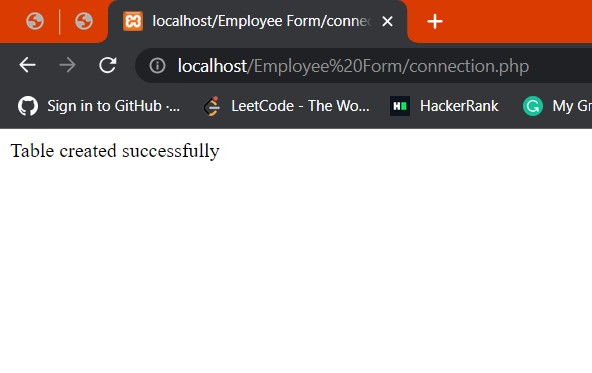 localhost/Employee Form/connec
localhost/Employee%20Form/connection.php
Sign in to GitHub ·... LeetCode - The Wo... HackerRank My Gr
Table created successfully